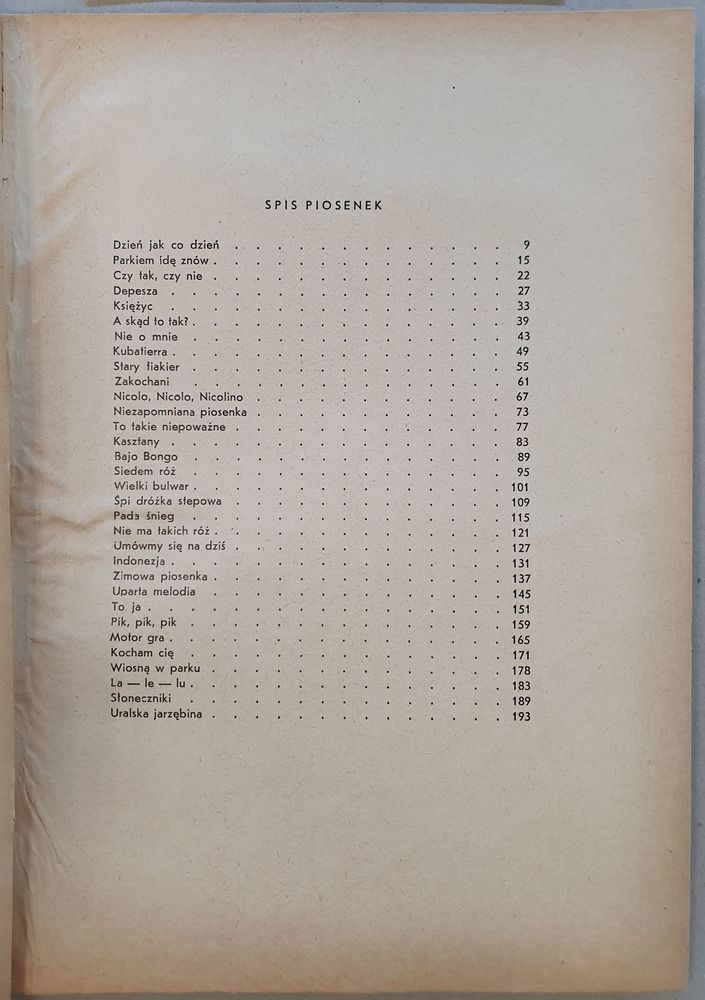 SPIS PIOSENEK
Dzień jak co dzień . . . . . . . . . . . . . 9
Parkiem idę znów . . . . . . . . . . . . . . 15
Czy tak, czy nie . . . . . . . . . . . . . . 22
Depesza . . . . . . . . . . . . . . . . 27
Księżyc . . . . . . . . . . . . . . . . 33
A skąd to tak? . . . . . . . . . . . . . . . 39
Nie o mnie . . . . . . . . . . . . . . . 43
Kubatierra . . . . . . . . . . . . . . . . 49
Stary fiakier . . . . . . . . . . . . . . . 55
Zakochani . . . . . . . . . . . . . . . 61
Nicolo, Nicolo, Nicolino . . . . . . . . . . . . 67
Niezapomniana piosenka . . . . . . . . . . . . 73
To takie niepoważne . . . . . . . . . . . . . 77
Kasztany . . . . . . . . . . . . . . . . 83
Bajo Bongo . . . . . . . . . . . . . . . 89
Siedem róż . . . . . . . . . . . . . . . 95
Wielki bulwar . . . . . . . . . . . . . . . 101
Śpi dróżka stepowa . . . . . . . . . . . . . 109
Pada śnieg . . . . . . . . . . . . . . . 115
Nie ma takich róż . . . . . . . . . . . . . . 121
Umówmy się na dziś . . . . . . . . . . . . . 127
Indonezja . . . . . . . . . . . . . . . . 131
Zimowa piosenka . . . . . . . . . . . . . . 137
Uparta melodia . . . . . . . . . . . . . . 145
To ja . . . . . . . . . . . . . . . . . 151
Pik, pik, pik . . . . . . . . . . . . . . . 159
Motor gra . . . . . . . . . . . . . . . . 165
Kocham cię . . . . . . . . . . . . . . . 171
Wiosną w parku . . . . . . . . . . . . . . 178
La — le — lu . . . . . . . . . . . . . . . 183
Słoneczniki . . . . . . . . . . . . . . . 189
Uralska jarzębina . . . . . . . . . . . . . . 193